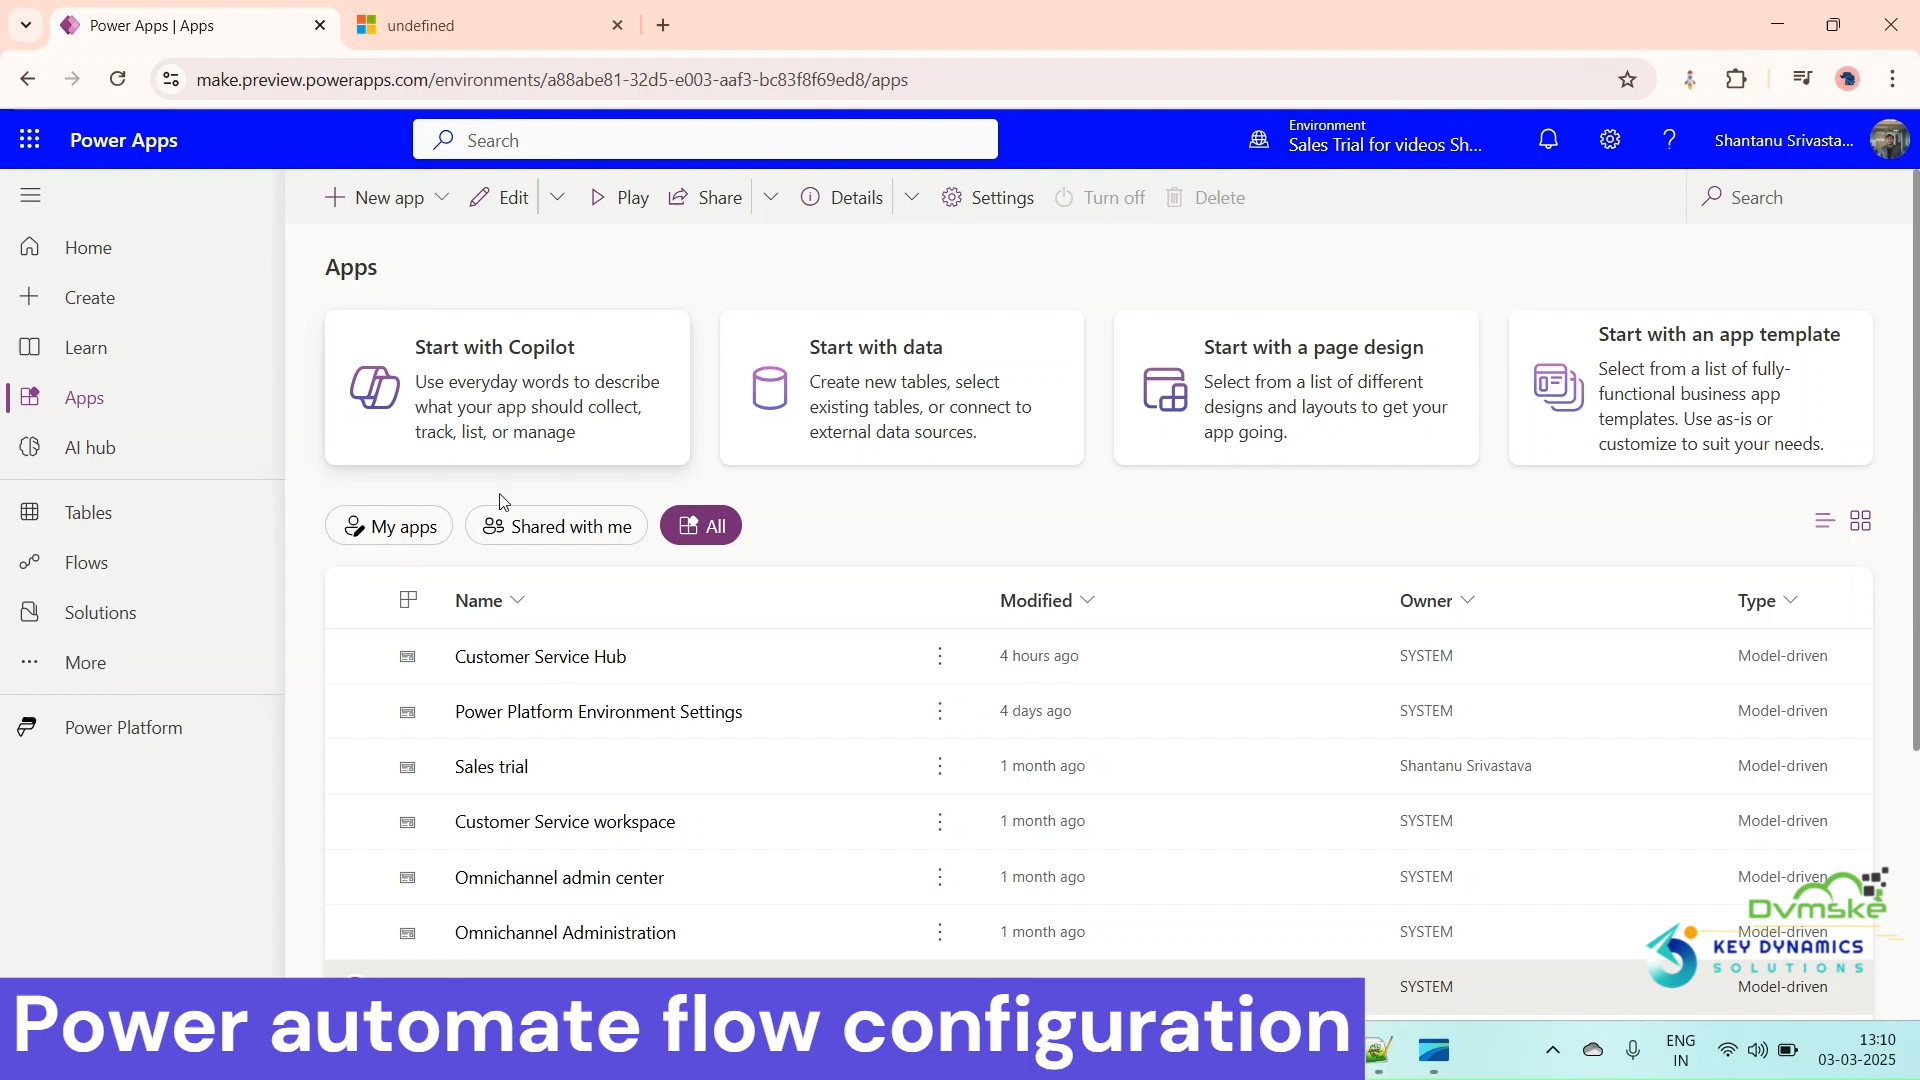 Power Apps | Apps
undefined
make.preview.powerapps.com/environments/a88abe81-32d5-e003-aaf3-bc83f8f69ed8/apps
Power Apps
Search
Environment
Sales Trial for videos Sh...
Shantanu Srivasta...
New app
Edit
Play
Share
Details
Settings
Turn off
Delete
Search
Home
Create
Learn
Apps
AI hub
Tables
Flows
Solutions
More
Power Platform
Apps
Start with Copilot
Use everyday words to describe
what your app should collect,
track, list, or manage
Start with data
Create new tables, select
existing tables, or connect to
external data sources.
Start with a page design
Select from a list of different
designs and layouts to get your
app going.
Start with an app template
Select from a list of fully-
functional business app
templates. Use as-is or
customize to suit your needs.
My apps
Shared with me
All
Name Modified Owner Type
Customer Service Hub 4 hours ago SYSTEM Model-driven
Power Platform Environment Settings 4 days ago SYSTEM Model-driven
Sales trial 1 month ago Shantanu Srivastava Model-driven
Customer Service workspace 1 month ago SYSTEM Model-driven
Omnichannel admin center 1 month ago SYSTEM Model-driven
Omnichannel Administration 1 month ago SYSTEM Model-driven
SYSTEM Model-driven
Dvmske
KEY DYNAMICS
SOLUTIONS
Power automate flow configuration
ENG
IN
13:10
03-03-2025